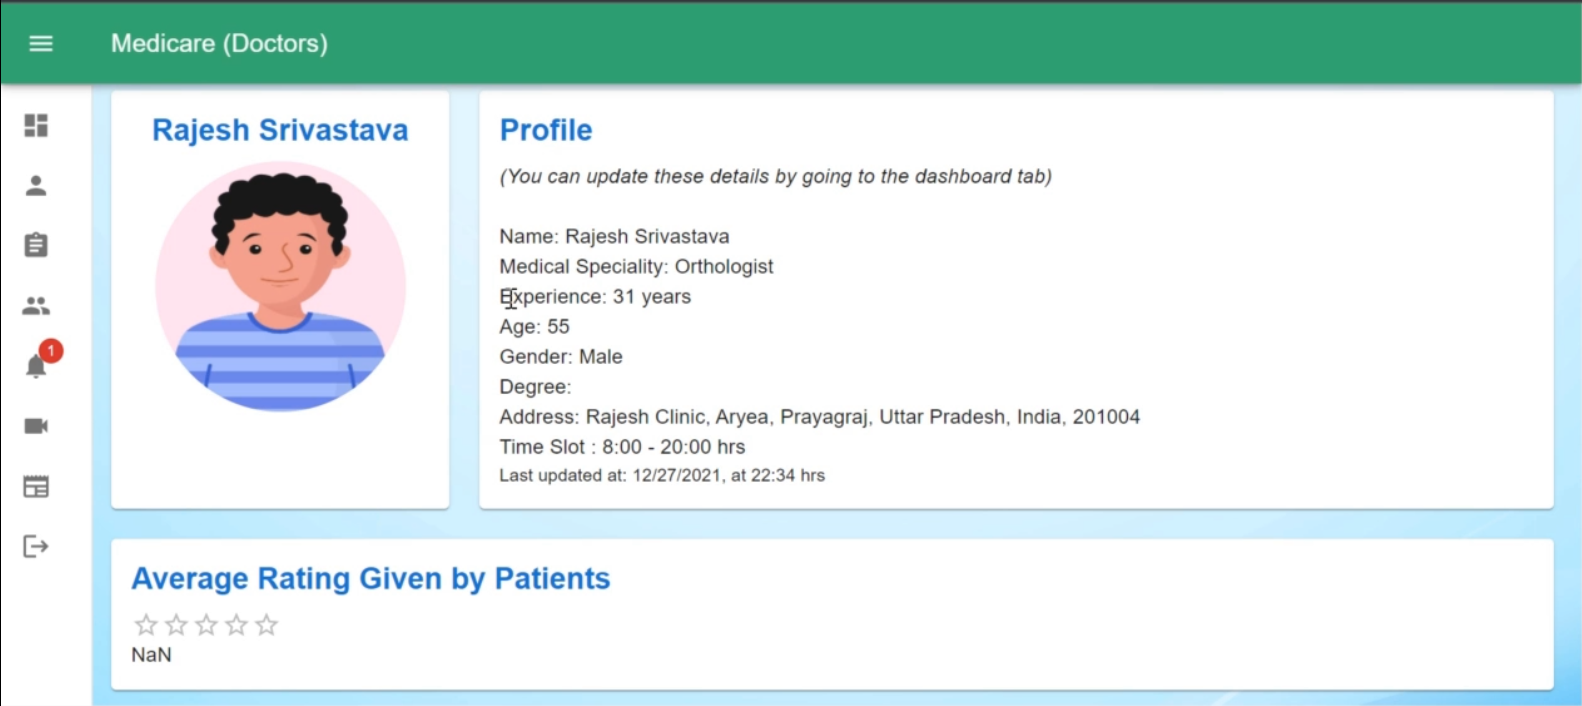 Medicare (Doctors)
Rajesh Srivastava
Profile
(You can update these details by going to the dashboard tab)
Name: Rajesh Srivastava
Medical Speciality: Orthologist
Experience: 31 years
Age: 55
Gender: Male
Degree:
Address: Rajesh Clinic, Aryea, Prayagraj, Uttar Pradesh, India, 201004
Time Slot : 8:00 - 20:00 hrs
Last updated at: 12/27/2021, at 22:34 hrs
1
Average Rating Given by Patients
NaN